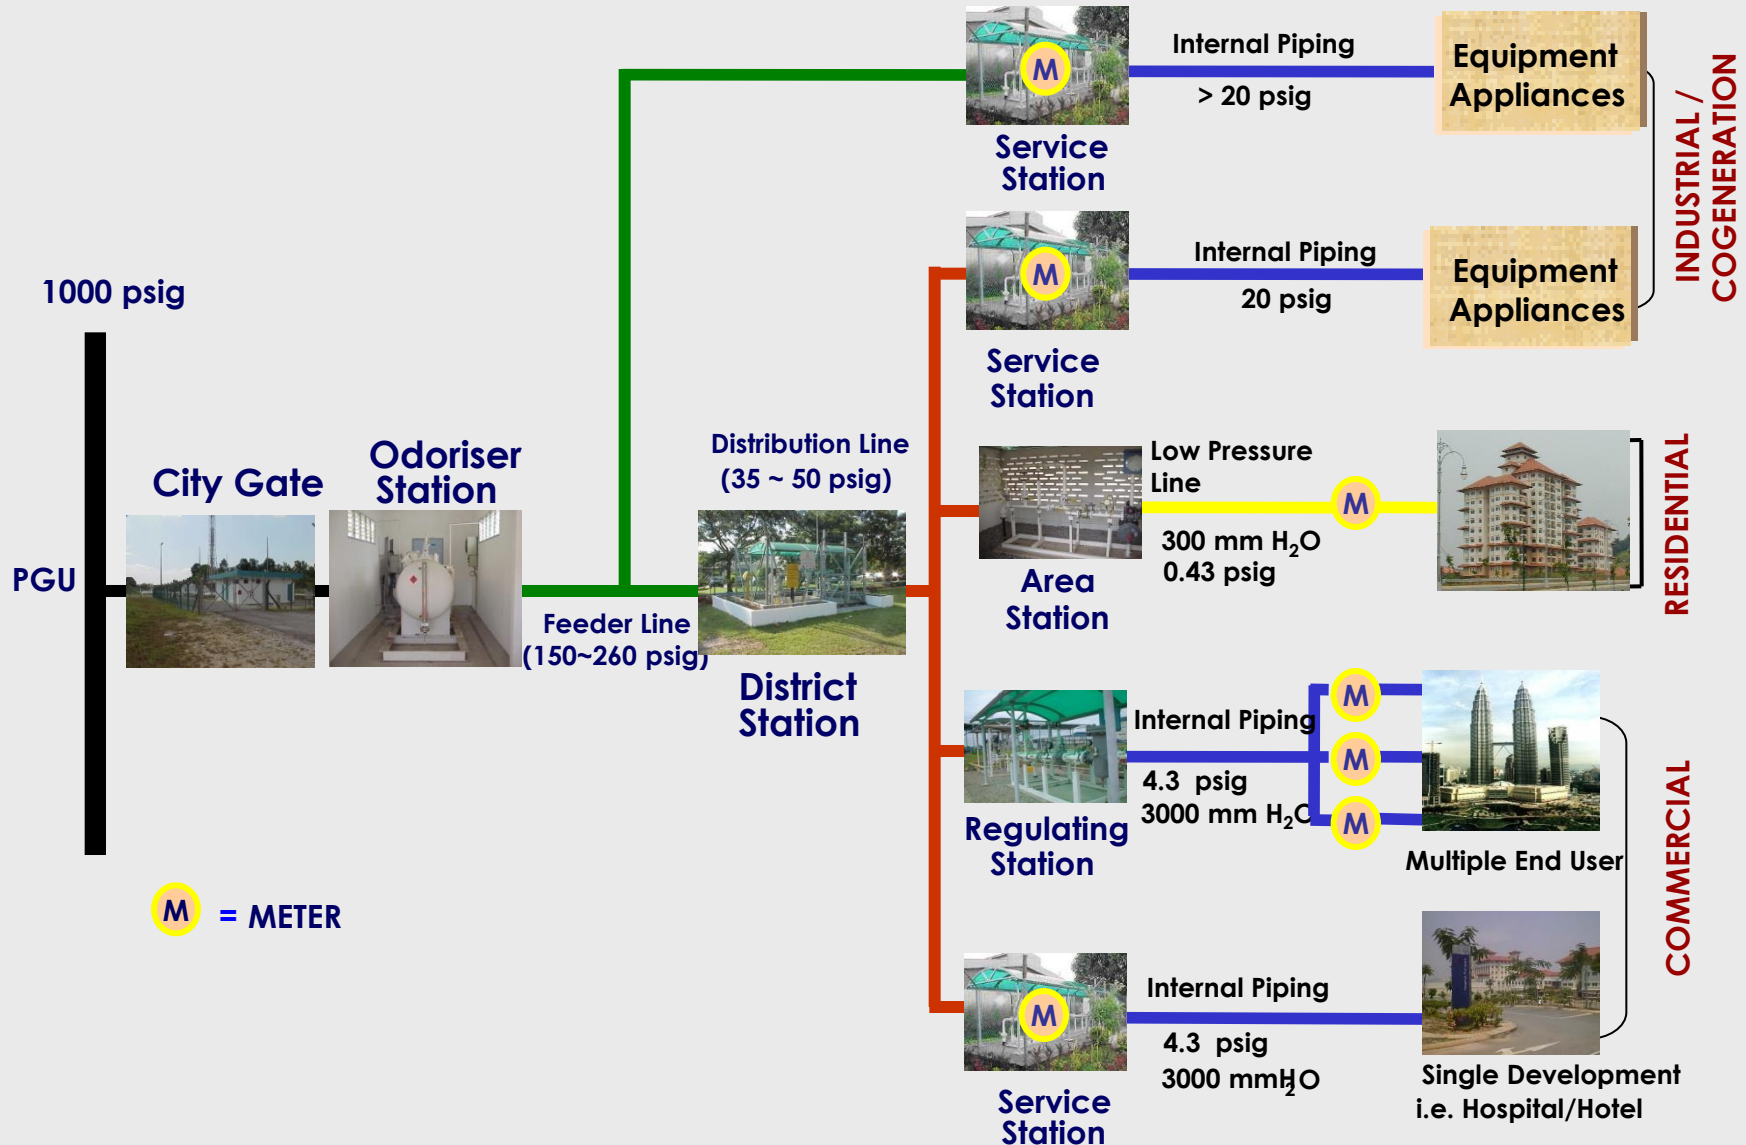 1000 psig
PGU
City Gate
Odoriser
Station
Feeder Line
(150~260 psig)
Distribution Line
(35 ~ 50 psig)
District
Station
M
= METER
M
Service
Station
Internal Piping
> 20 psig
Equipment
Appliances
M
Service
Station
Internal Piping
20 psig
Equipment
Appliances
INDUSTRIAL /
COGENERATION
Area
Station
Low Pressure
Line
300 mm H2O
0.43 psig
M
RESIDENTIAL
Regulating
Station
Internal Piping
4.3 psig
3000 mm H2O
M
M
M
Multiple End User
M
Service
Station
Internal Piping
4.3 psig
3000 mmH2O
Single Development
i.e. Hospital/Hotel
COMMERCIAL